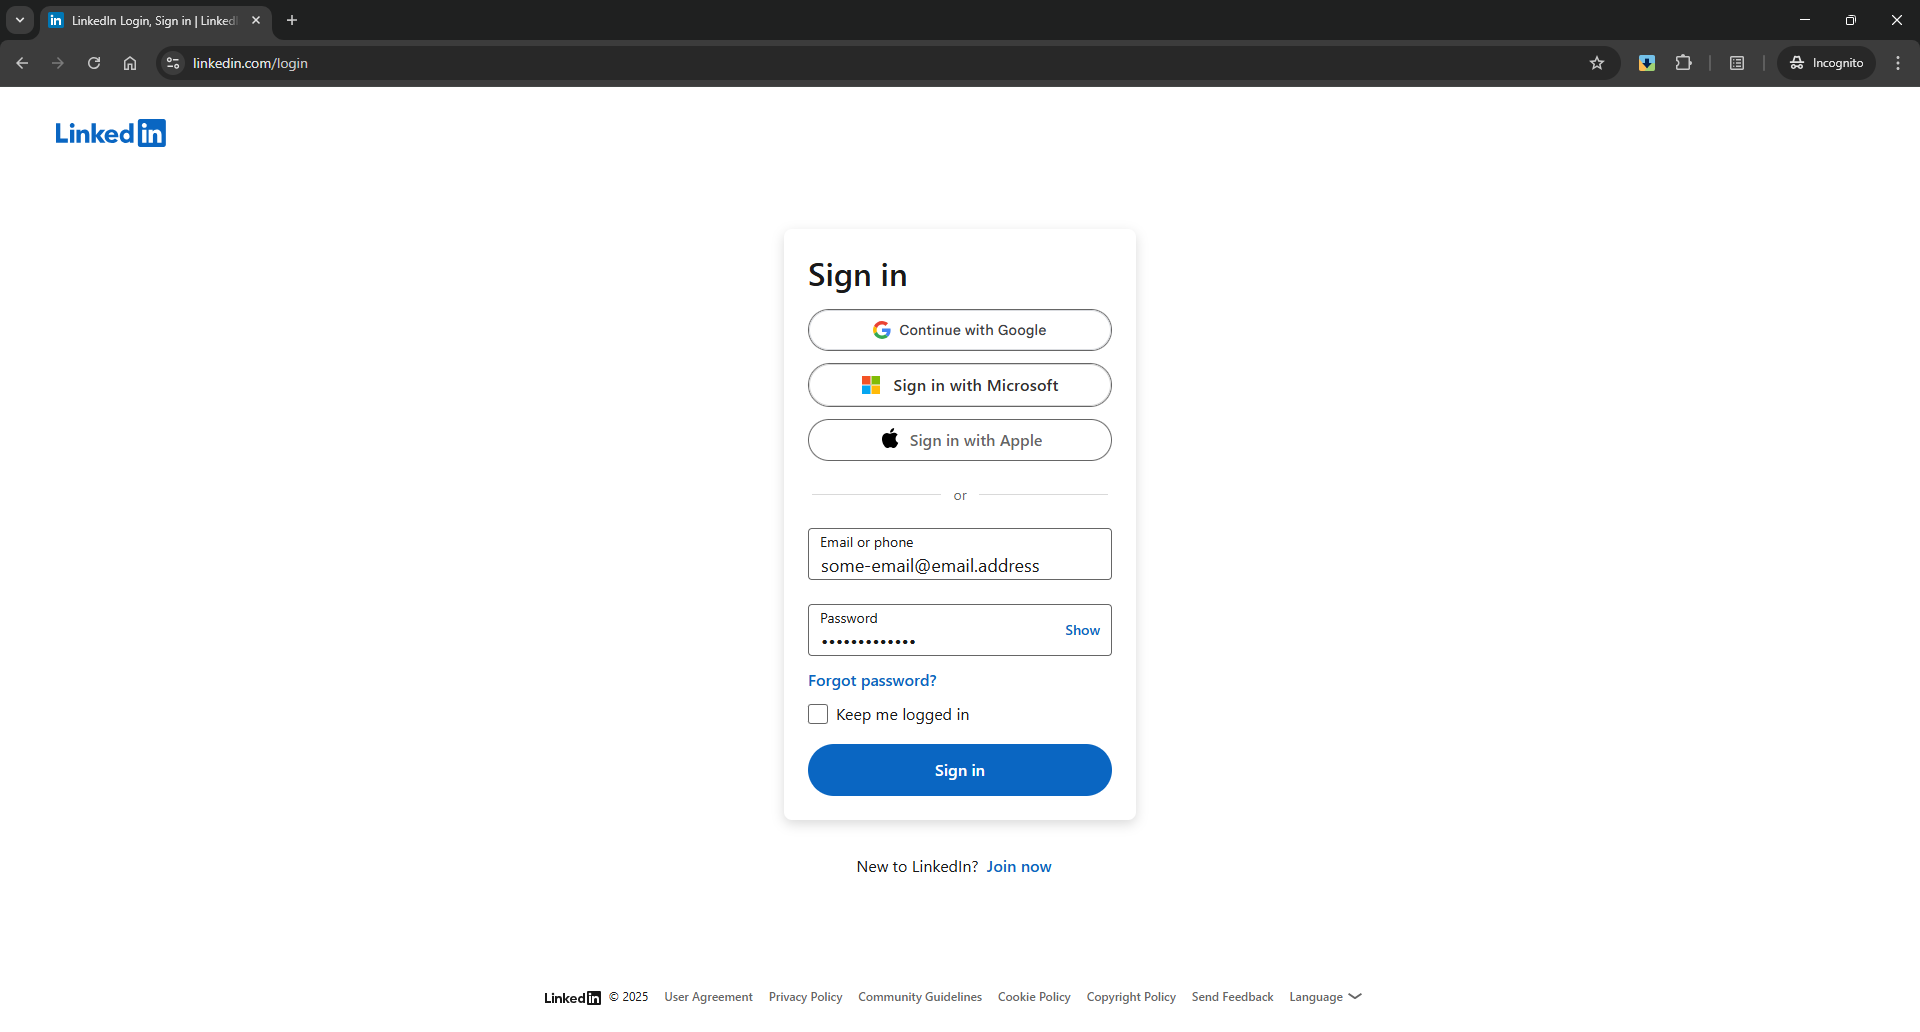 LinkedIn Login, Sign in | Linked
linkedin.com/login
Incognito
Linkedin
Sign in
Continue with Google
Sign in with Microsoft
Sign in with Apple
or
Email or phone
some-email@email.address
Password
•••••••••••••
Show
Forgot password?
Keep me logged in
Sign in
New to LinkedIn? Join now
Linkedin © 2025 User Agreement Privacy Policy Community Guidelines Cookie Policy Copyright Policy Send Feedback Language